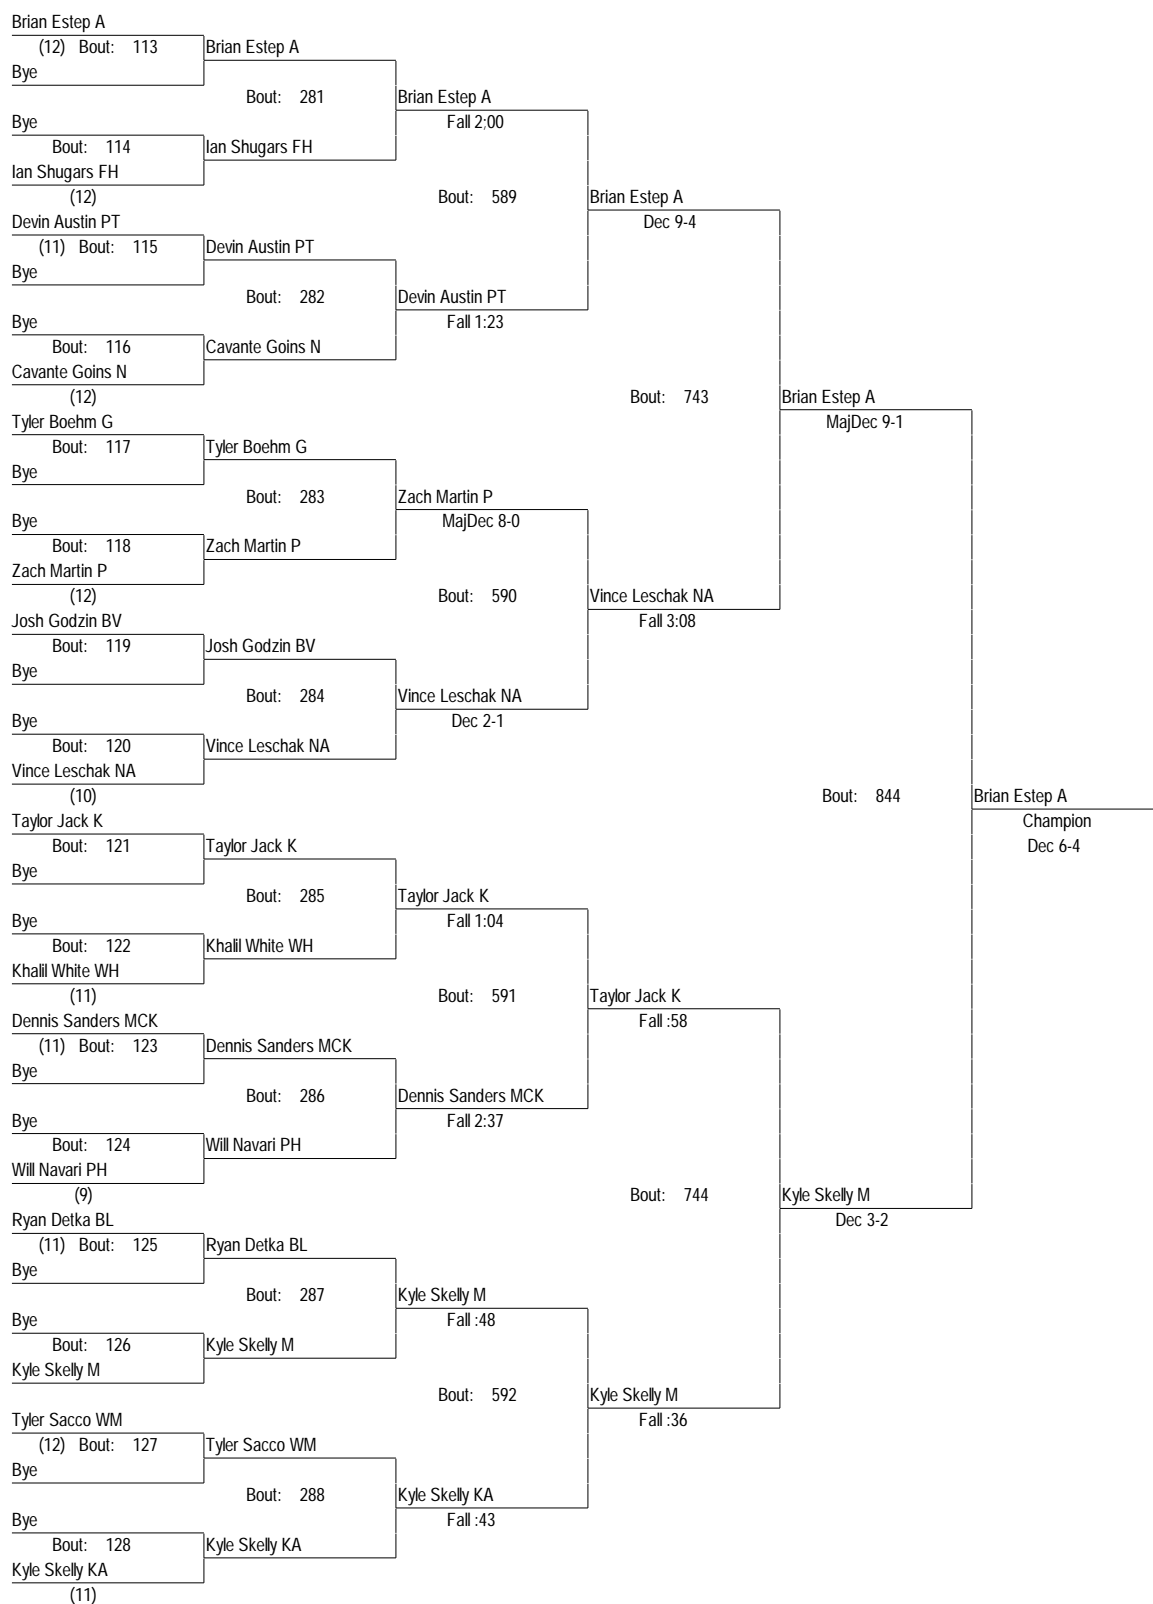 Brian Estep A
(12) Bout: 113 Brian Estep A
Bye
Bout: 281 Brian Estep A
Bye Fall 2;00
Bout: 114 Ian Shugars FH
Ian Shugars FH
(12) Bout: 589 Brian Estep A
Devin Austin PT Dec 9-4
(11) Bout: 115 Devin Austin PT
Bye
Bout: 282 Devin Austin PT
Bye Fall 1:23
Bout: 116 Cavante Goins N
Cavante Goins N
(12) Bout: 743 Brian Estep A
Tyler Boehm G MajDec 9-1
Bout: 117 Tyler Boehm G
Bye
Bout: 283 Zach Martin P
Bye MajDec 8-0
Bout: 118 Zach Martin P
Zach Martin P
(12) Bout: 590 Vince Leschak NA
Josh Godzin BV Fall 3:08
Bout: 119 Josh Godzin BV
Bye
Bout: 284 Vince Leschak NA
Bye Dec 2-1
Bout: 120 Vince Leschak NA
Vince Leschak NA
(10) Bout: 844 Brian Estep A
Taylor Jack K Champion
Bout: 121 Taylor Jack K Dec 6-4
Bye
Bout: 285 Taylor Jack K
Bye Fall 1:04
Bout: 122 Khalil White WH
Khalil White WH
(11) Bout: 591 Taylor Jack K
Dennis Sanders MCK Fall :58
(11) Bout: 123 Dennis Sanders MCK
Bye
Bout: 286 Dennis Sanders MCK
Bye Fall 2:37
Bout: 124 Will Navari PH
Will Navari PH
(9) Bout: 744 Kyle Skelly M
Ryan Detka BL Dec 3-2
(11) Bout: 125 Ryan Detka BL
Bye
Bout: 287 Kyle Skelly M
Bye Fall :48
Bout: 126 Kyle Skelly M
Kyle Skelly M
Bout: 592 Kyle Skelly M
Tyler Sacco WM Fall :36
(12) Bout: 127 Tyler Sacco WM
Bye
Bout: 288 Kyle Skelly KA
Bye Fall :43
Bout: 128 Kyle Skelly KA
Kyle Skelly KA
(11)